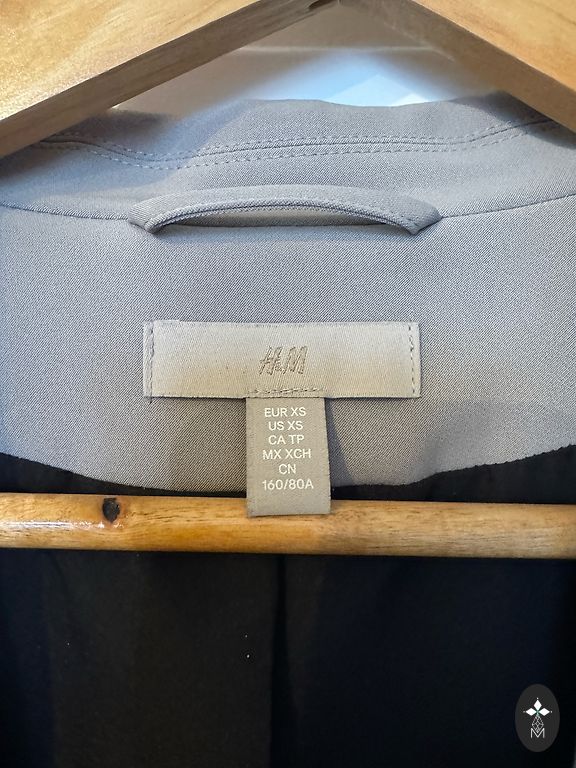 H&M
EUR XS
US XS
CA TP
MX XCH
CN
160/80A
M